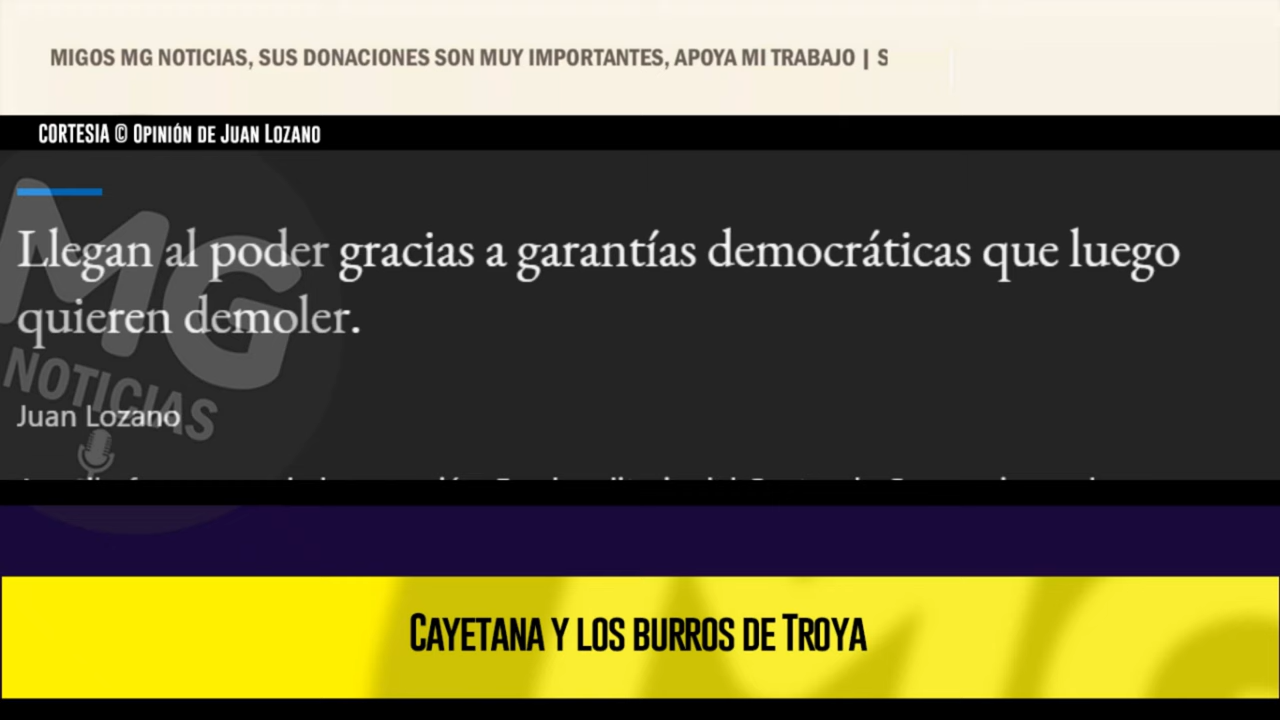 MIGOS MG NOTICIAS, SUS DONACIONES SON MUY IMPORTANTES, APOYA MI TRABAJO | S
CORTESIA © OPINIÓN DE JUAN LOZANO
Llegan al poder gracias a garantías democráticas que luego
quieren demoler.
MG
NOTICIAS
Juan Lozano
CAYETANA Y LOS BURROS DE TROYA